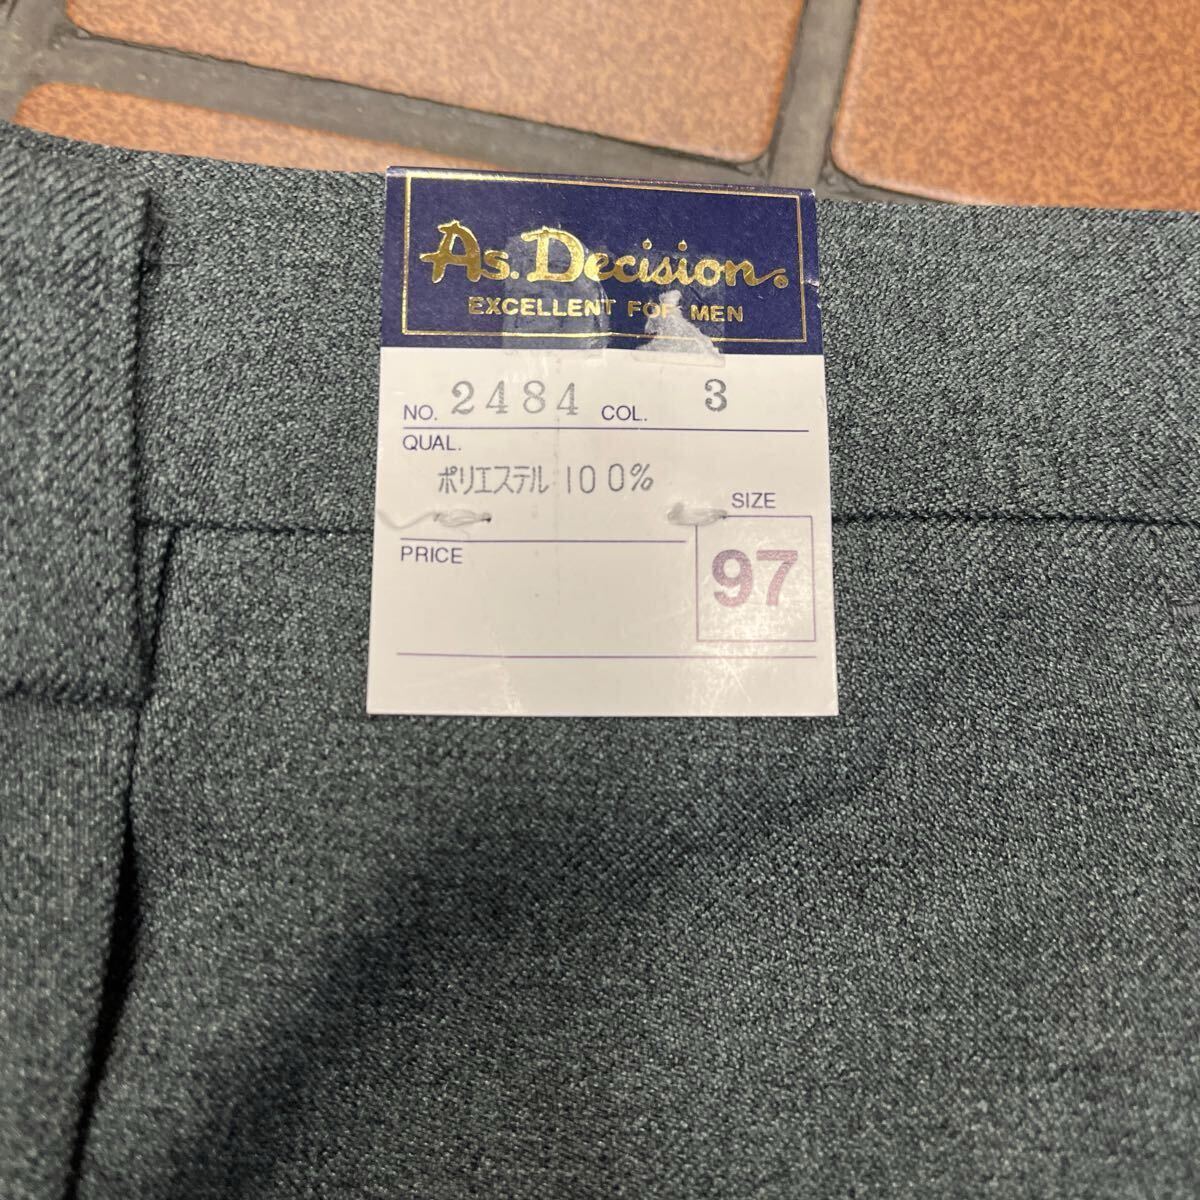 As. Decision®
EXCELLENT FOR MEN
NO. 2484 COL. 3
QUAL.
ポリエステル 100%
SIZE
PRICE
97